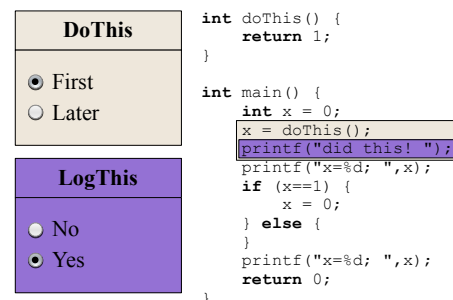 DoThis
First
Later
LogThis
No
Yes
int doThis() {
    return 1;
}
int main() {
    int x = 0;
    x = doThis();
    printf("did this! ");
    printf("x=%d; ",x);
    if (x==1) {
        x = 0;
    } else {
    }
    printf("x=%d; ",x);
    return 0;
}